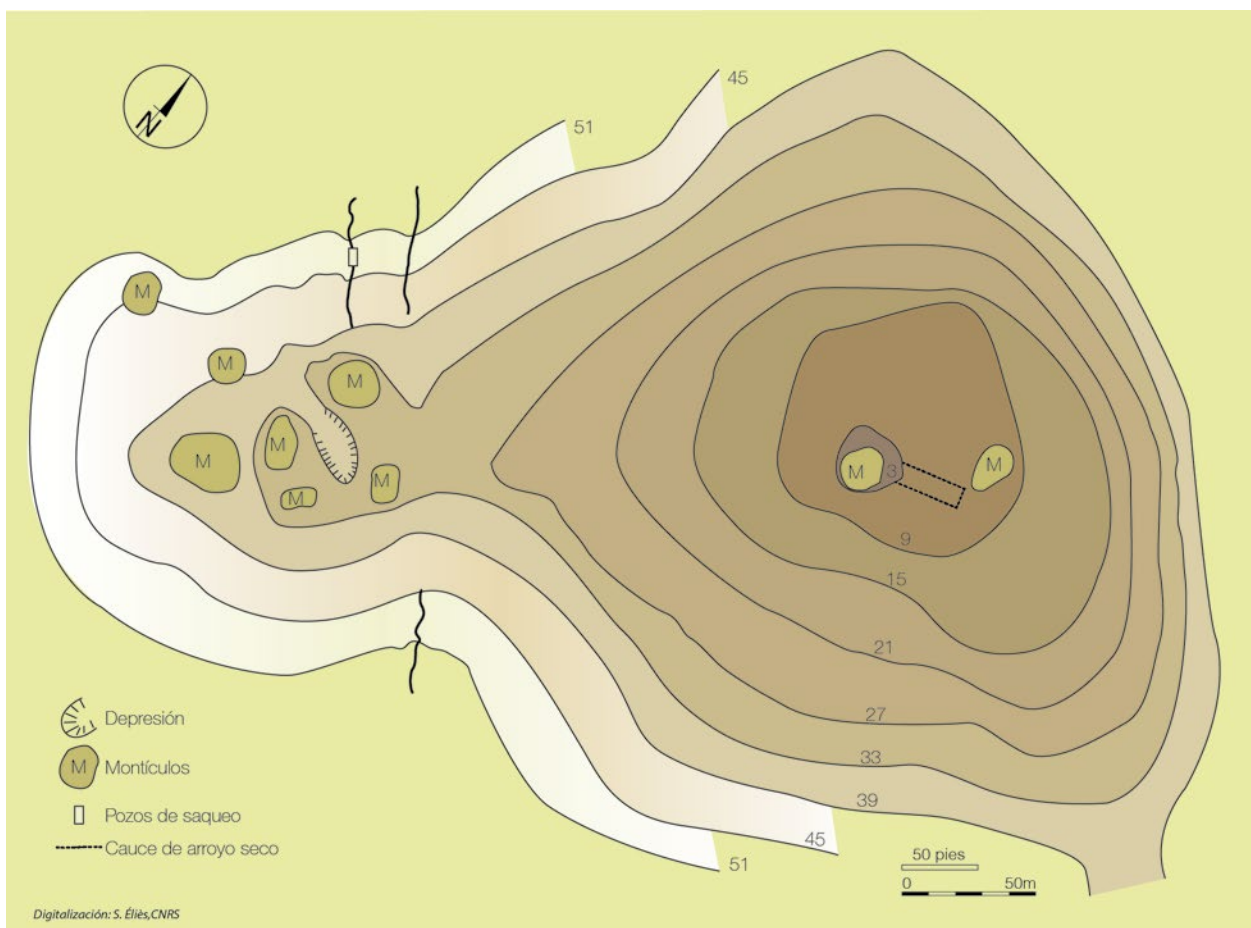 N
45
51
M
M
M
M
M
M
M
M
3
M
9
15
21
27
33
39
45
51
Depresión
M Montículos
Pozos de saqueo
Cauce de arroyo seco
50 pies
0 50m
Digitalización: S. Éliès,CNRS